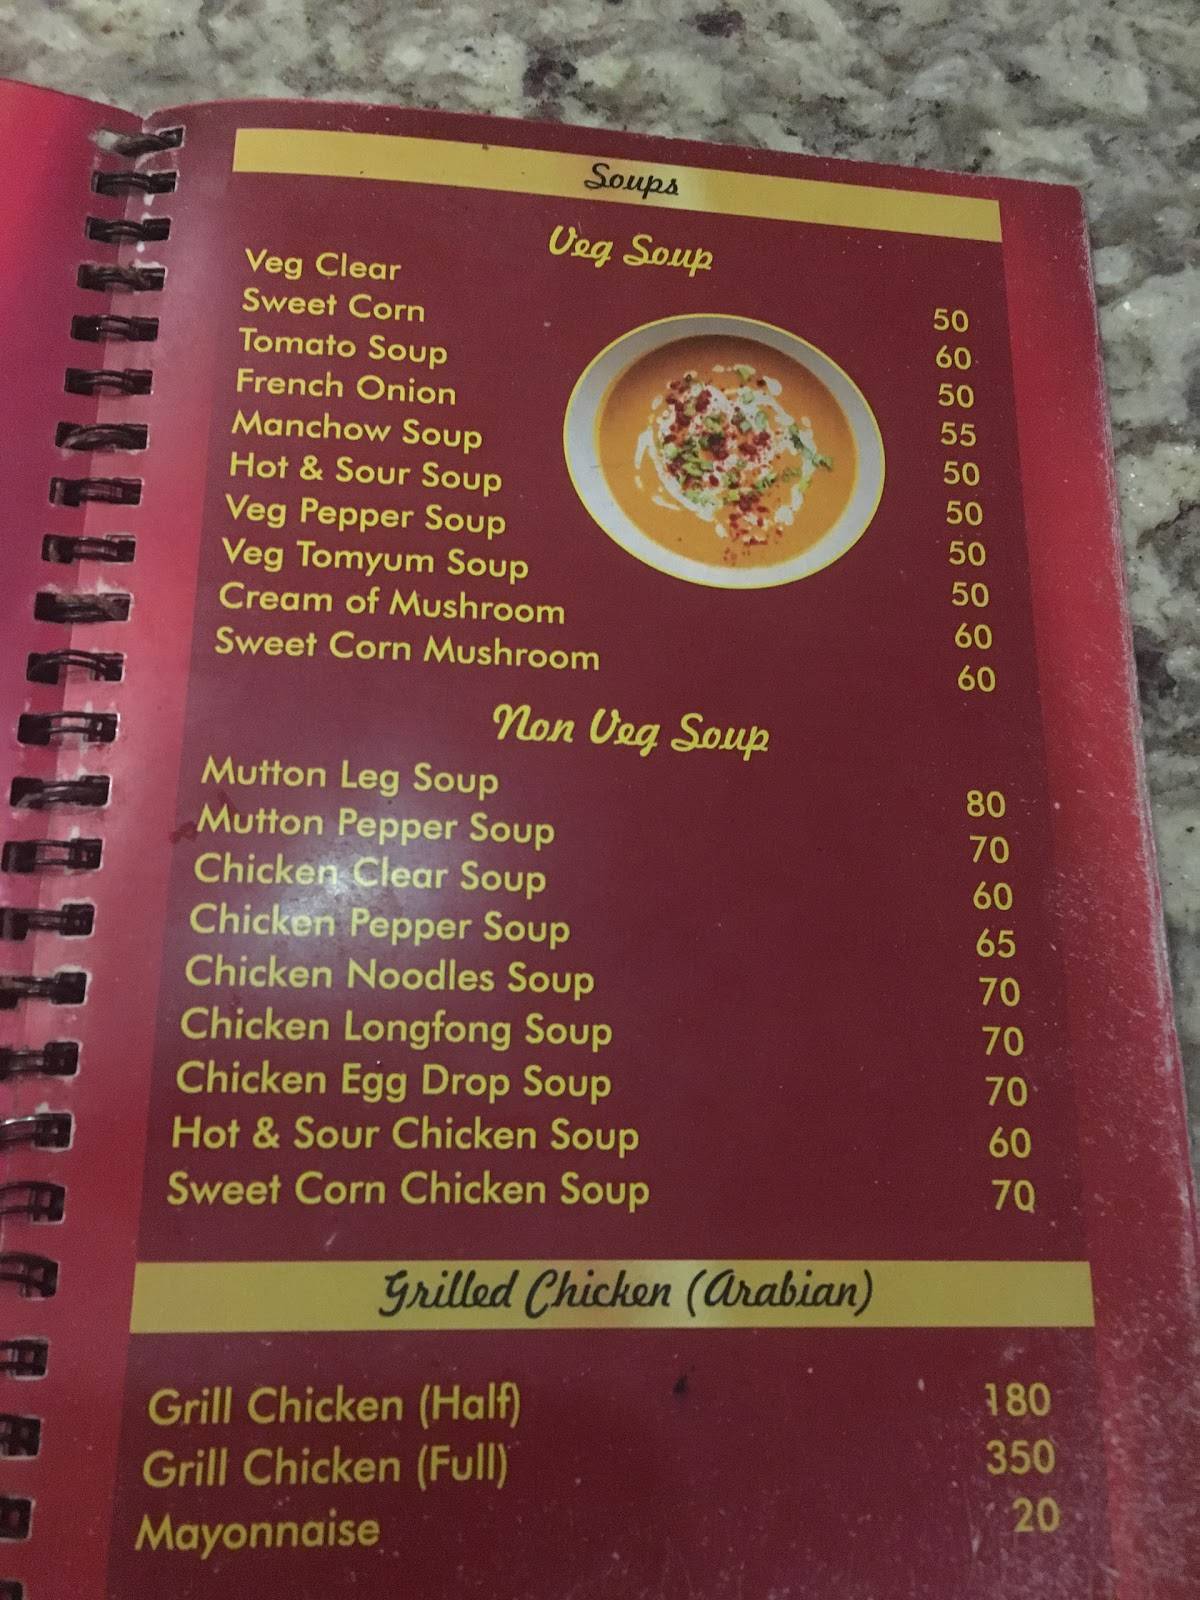 Soups
Veg Soup
Veg Clear 50
Sweet Corn 60
Tomato Soup 50
French Onion 55
Manchow Soup 50
Hot & Sour Soup 50
Veg Pepper Soup 50
Veg Tomyum Soup 50
Cream of Mushroom 60
Sweet Corn Mushroom 60
Non Veg Soup
Mutton Leg Soup 80
Mutton Pepper Soup 70
Chicken Clear Soup 60
Chicken Pepper Soup 65
Chicken Noodles Soup 70
Chicken Longfong Soup 70
Chicken Egg Drop Soup 70
Hot & Sour Chicken Soup 60
Sweet Corn Chicken Soup 70
Grilled Chicken (Arabian)
Grill Chicken (Half) 180
Grill Chicken (Full) 350
Mayonnaise 20